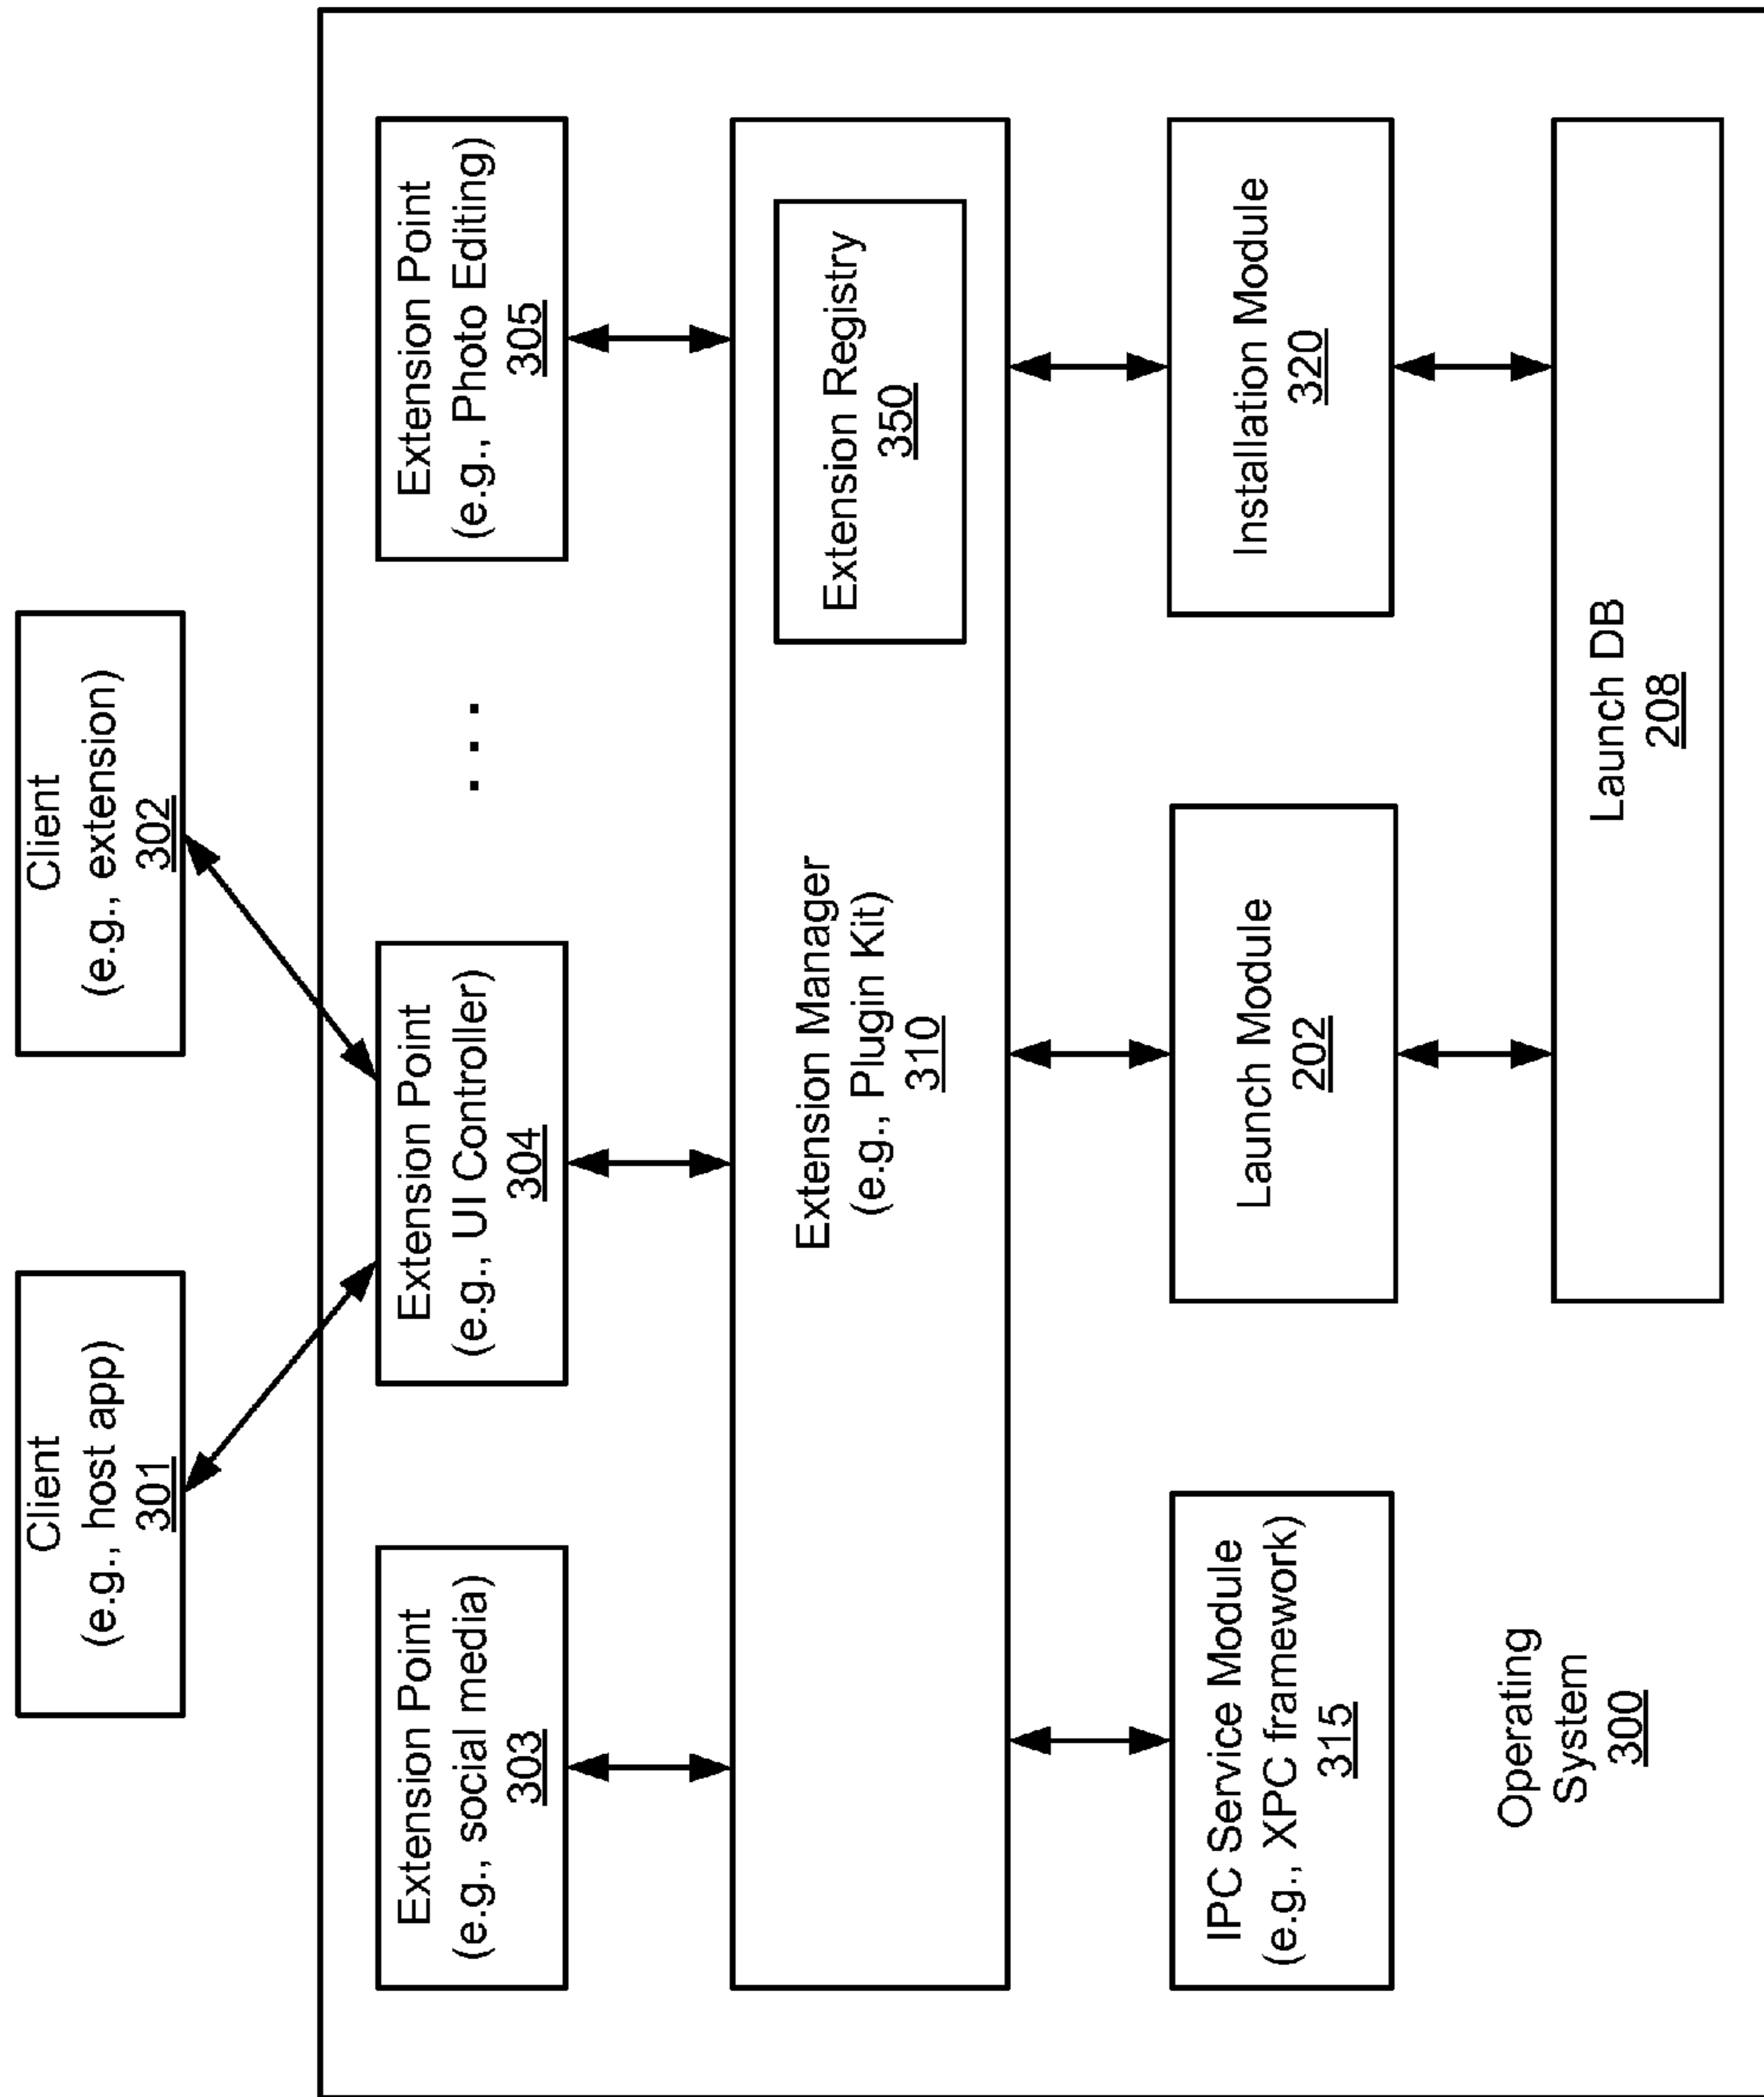 Client
(e.g., host app)
301
Client
(e.g., extension)
302
Extension Point
(e.g., social media)
303
Extension Point
(e.g., UI Controller)
304
. . .
Extension Point
(e.g., Photo Editing)
305
Extension Manager
(e.g., Plugin Kit)
310
Extension Registry
350
IPC Service Module
(e.g., XPC framework)
315
Launch Module
202
Installation Module
320
Operating
System
300
Launch DB
208